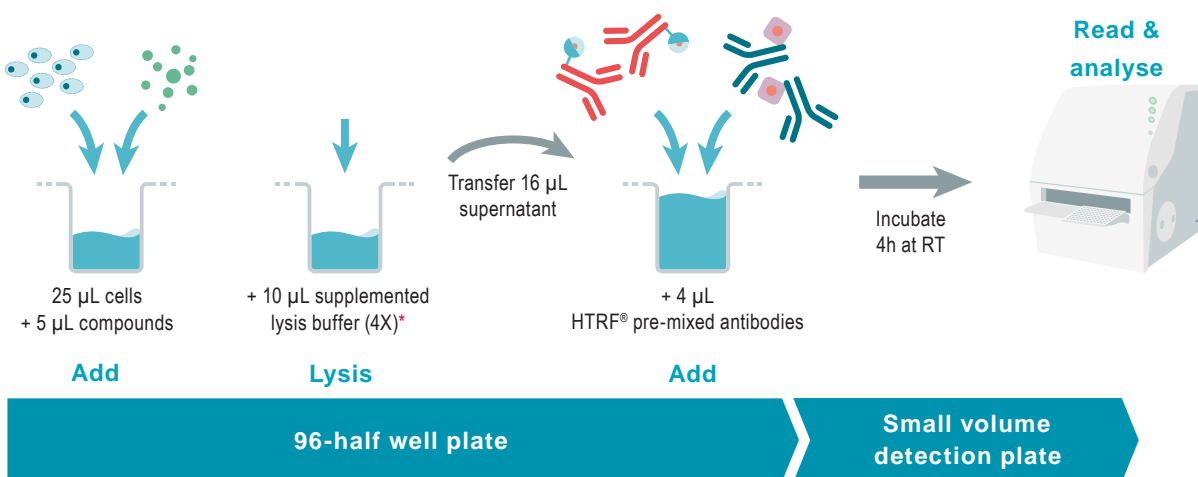 Read &
analyse
Transfer 16 µL
supernatant
Incubate
4h at RT
25 µL cells
+ 5 µL compounds
+ 10 µL supplemented
lysis buffer (4X)*
+ 4 µL
HTRF® pre-mixed antibodies
Add
Lysis
Add
96-half well plate
Small volume
detection plate